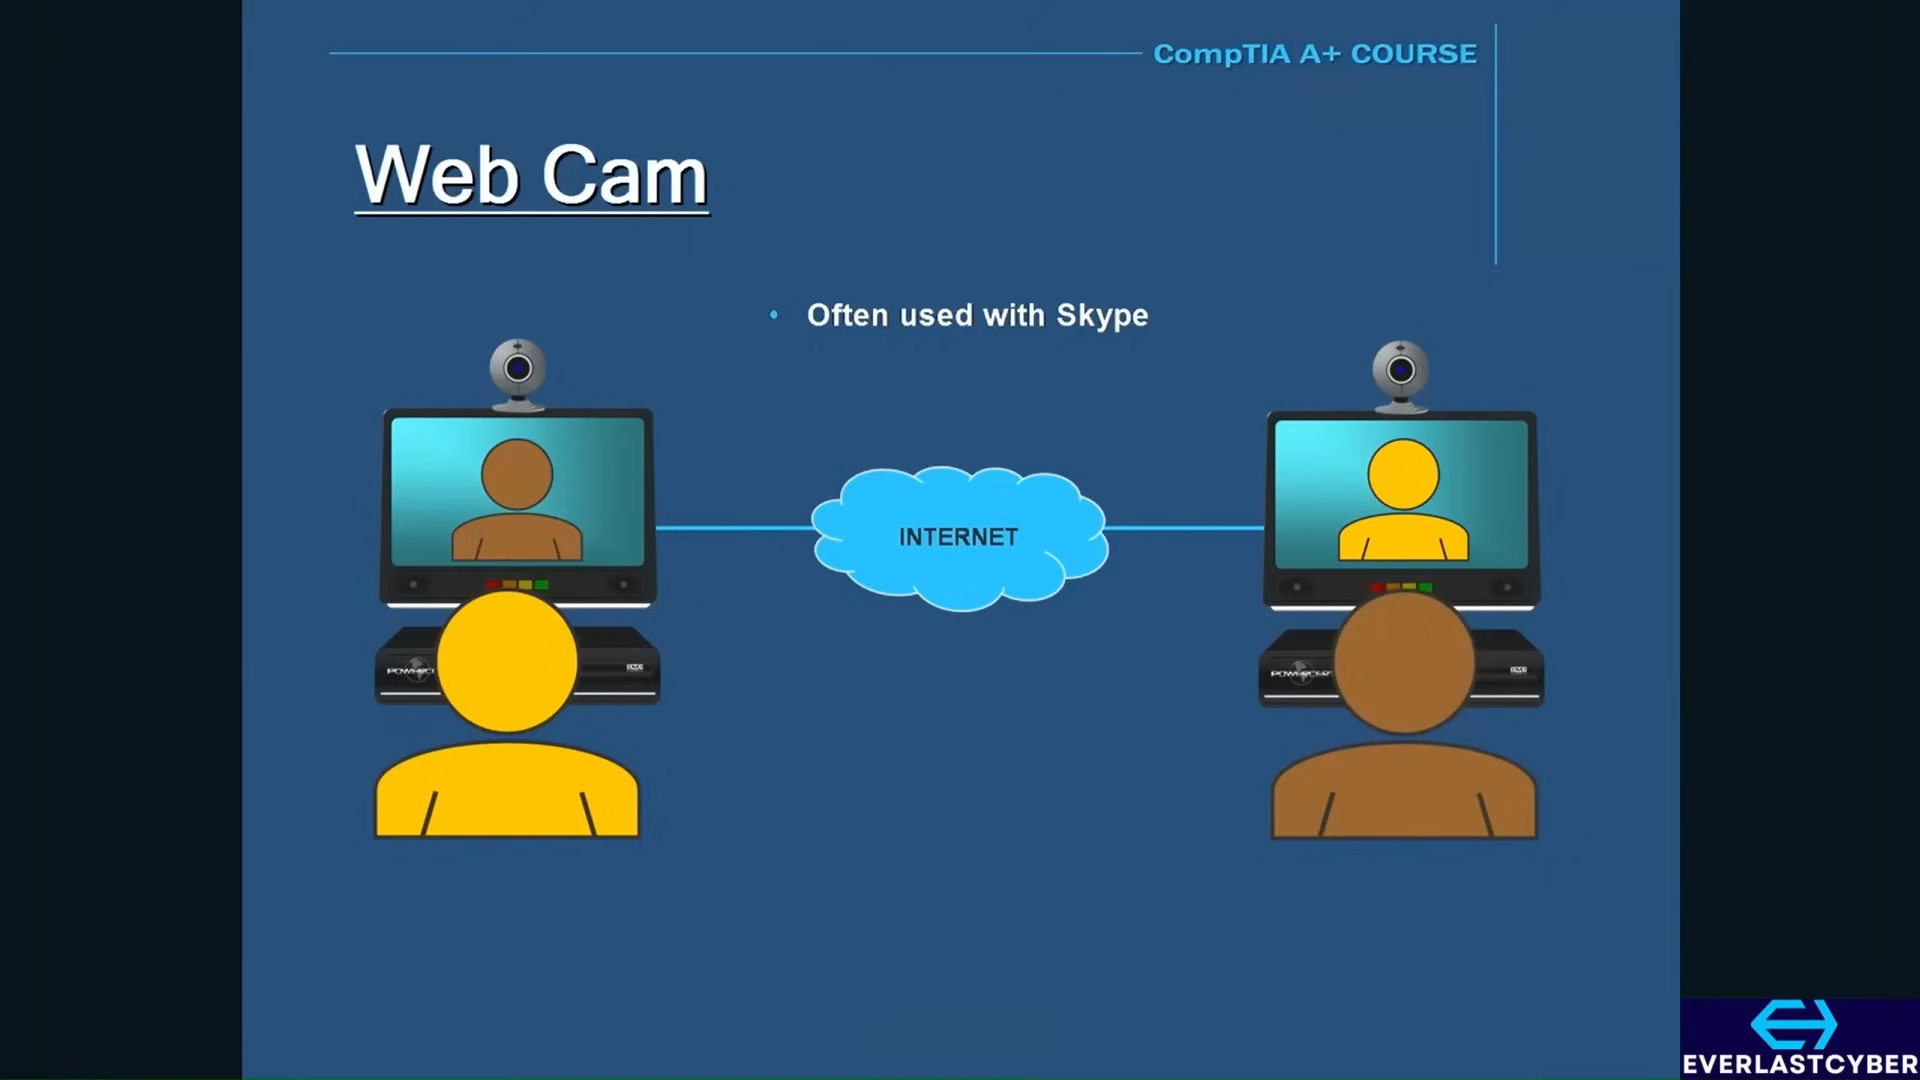 CompTIA A+ COURSE
Web Cam
• Often used with Skype
INTERNET
EVERLASTCYBER